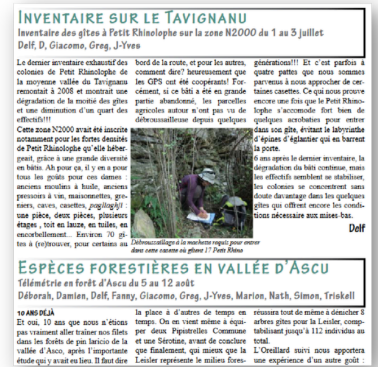 INVENTAIRE SUR LE TAVIGNANU
Inventaire des gîtes à Petit Rhinolophe sur la zone N2000 du 1 au 3 juillet
Delf, D, Giacomo, Greg, J-Yves
Le dernier inventaire exhaustif des
colonies de Petit Rhinolophe de
la moyenne vallée du Tavignanu
remontait à 2008 et montrait une
dégradation de la moitié des gîtes
et une diminution d'un quart des
effectifs!!!
Cette zone N2000 avait été inscrite
notamment pour les fortes densités
de Petit Rhinolophe qu'elle héber-
geait, grâce à une grande diversité
en bâtis. Ah pour ça, il y en a pour
tous les goûts pour ces dames :
anciens moulins à huile, anciens
pressoirs à vin, maisonnettes, gre-
niers, caves, casettes, pagliaghji :
une pièce, deux pièces, plusieurs
étages , toit en lauze, en tuiles, en
encorbellement... Environ 70 gî-
tes à (re)trouver, pour certains au
bord de la route, et pour les autres,
comment dire? heureusement que
les GPS ont été coopérants! For-
cément, si ce bâti a été en grande
partie abandonné, les parcelles
agricoles autour n'ont pas vu de
débroussailleuse depuis quelques
Débroussaillage à la machette requis pour entrer
dans cette casetta où gîtent 17 Petit Rhino
générations!!! Et c'est parfois à
quatre pattes que nous sommes
parvenus à nous approcher de cer-
taines casettes. Ce qui nous prouve
encore une fois que le Petit Rhino-
lophe s'accomode fort bien de
quelques acrobaties pour entrer
dans son gîte, évitant le labyrinthe
d'épines d'églantier qui en barrent
la porte.
6 ans après le dernier inventaire, la
dégradation du bâti continue, mais
les effectifs semblent se stabiliser,
les colonies se concentrent sans
doute davantage dans les quelques
gîtes qui offrent encore les condi-
tions nécessaire aux mises-bas.
Delf
ESPÈCES FORESTIÈRES EN VALLÉE D'ASCU
Télémétrie en forêt d'Ascu du 5 au 12 août
Déborah, Damien, Delf, Fanny, Giacomo, Greg, J-Yves, Marion, Nath, Simon, Triskell
10 ANS DÉJÀ
Et oui, 10 ans que nous n'étions
pas vraiment aller traîner nos filets
dans les forêts de pin laricio de la
vallée d'Asco, après l'importante
étude qui y avait eu lieu. Il faut dire
la place à d'autres de temps en
temps. On en vient même à équi-
per deux Pipistrelles Commune
et une Sérotine, avant de conclure
que finalement, qui mieux que la
Leisler représente le milieu fores-
réussira tout de même à dénicher 8
arbres gîtes pour la Leisler, comp-
tabilisant jusqu'à 112 individus au
total.
L'Oreillard suivi nous apportera
une expérience d'un autre goût :